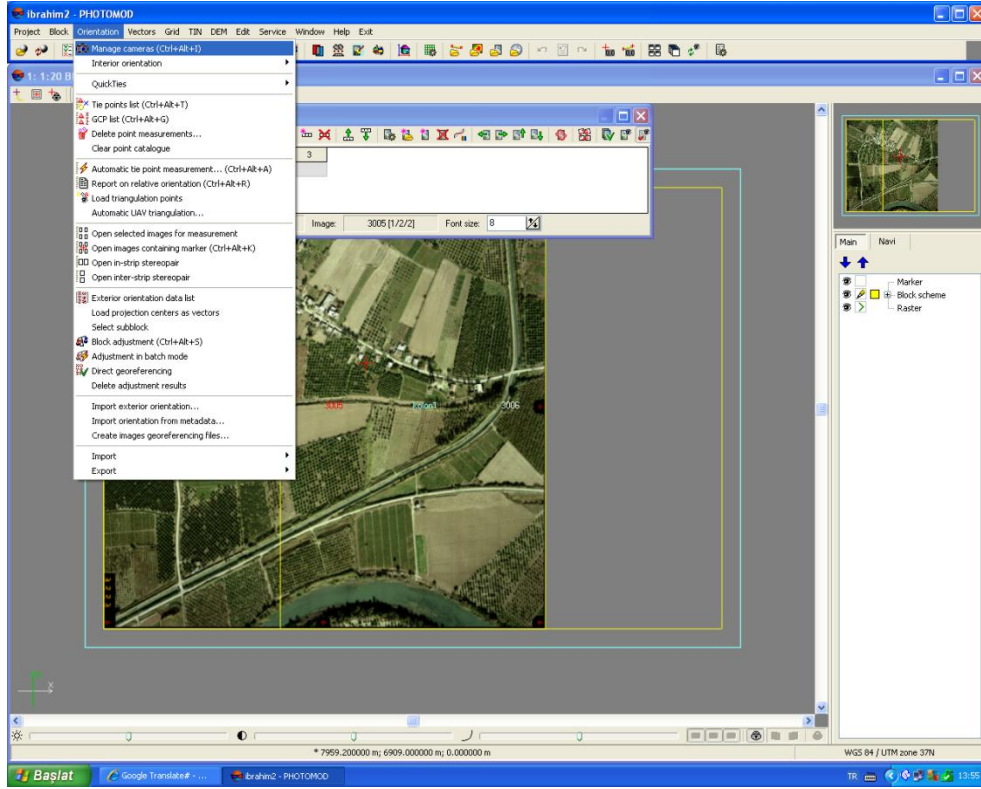 ibrahim2 - PHOTOMOD
Project Block Orientation Vectors Grid TIN DEM Edit Service Window Help Exit
1: 1:20 Bl
Manage cameras (Ctrl+Alt+I)
Interior orientation
QuickTies
Tie points list (Ctrl+Alt+T)
GCP list (Ctrl+Alt+G)
Delete point measurements...
Clear point catalogue
Automatic tie point measurement... (Ctrl+Alt+A)
Report on relative orientation (Ctrl+Alt+R)
Load triangulation points
Automatic UAV triangulation...
Open selected images for measurement
Open images containing marker (Ctrl+Alt+K)
Open in-strip stereopair
Open inter-strip stereopair
Exterior orientation data list
Load projection centers as vectors
Select subblock
Block adjustment (Ctrl+Alt+S)
Adjustment in batch mode
Direct georeferencing
Delete adjustment results
Import exterior orientation...
Import orientation from metadata...
Create images georeferencing files...
Import
Export
3
Image: 3005 [1/2/2] Font size: 8
3005 kolon1 3006
Main Navi
Marker
Block scheme
Raster
x
* 7959.200000 m; 6909.000000 m; 0.000000 m
WGS 84 / UTM zone 37N
Başlat Google Translate# - ... ibrahim2 - PHOTOMOD TR 13:55